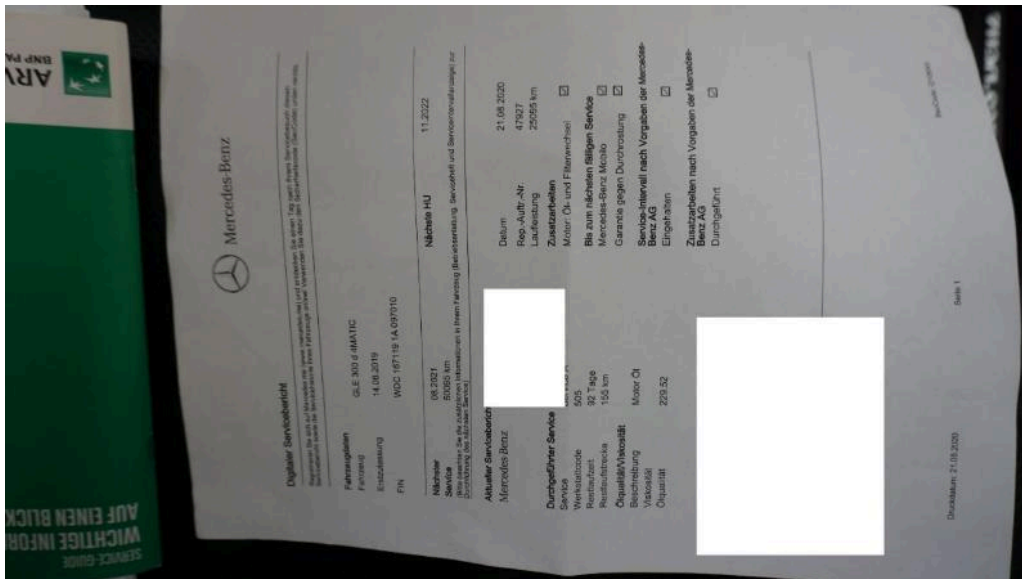 Mercedes-Benz
Digitaler Servicebericht
Fahrzeugdaten
Fahrzeug GLE 300 d 4MATIC
Erstzulassung 14.08.2019
FIN WDC 167119 1A 097010
Nächster Service 08.2021 Nächste HU 11.2022
50065 km
Aktueller Servicebericht
Mercedes-Benz
Datum 21.08.2020
Rep.-Auftr.-Nr. 47927
Laufleistung 25065 km
Durchgeführter Service
Service
Werkstattcode 505
Restlaufzeit 92 Tage
Restlaufstrecke 155 km
Ölqualität/Viskosität
Beschreibung Motor Öl
Viskosität
Ölqualität 229.52
Zusatzarbeiten
Motor: Öl- und Filterwechsel
Bis zum nächsten fälligen Service
Mercedes-Benz Mobilo
Garantie gegen Durchrostung
Service-Intervall nach Vorgaben der Mercedes-
Benz AG
Eingehalten
Zusatzarbeiten nach Vorgaben der Mercedes-
Benz AG
Durchgeführt
Druckdatum: 21.08.2020 Seite 1
ARV
BNP PA
SERVICE-GUIDE
WICHTIGE INFOR
AUF EINEN BLICK